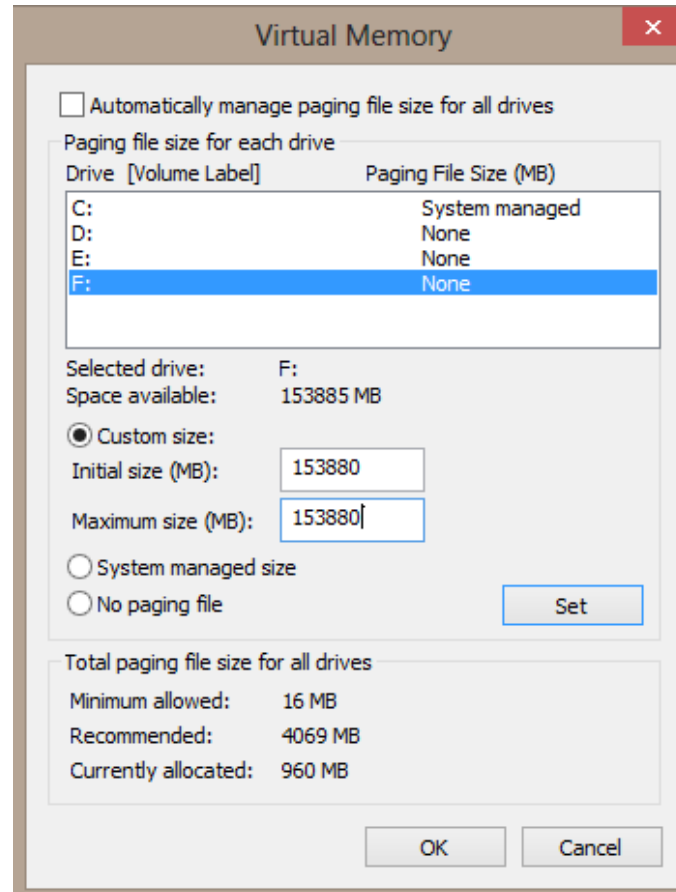 Virtual Memory
Automatically manage paging file size for all drives
Paging file size for each drive
Drive [Volume Label] Paging File Size (MB)
C: System managed
D: None
E: None
F: None
Selected drive: F:
Space available: 153885 MB
Custom size:
Initial size (MB): 153880
Maximum size (MB): 153880
System managed size
No paging file Set
Total paging file size for all drives
Minimum allowed: 16 MB
Recommended: 4069 MB
Currently allocated: 960 MB
OK Cancel